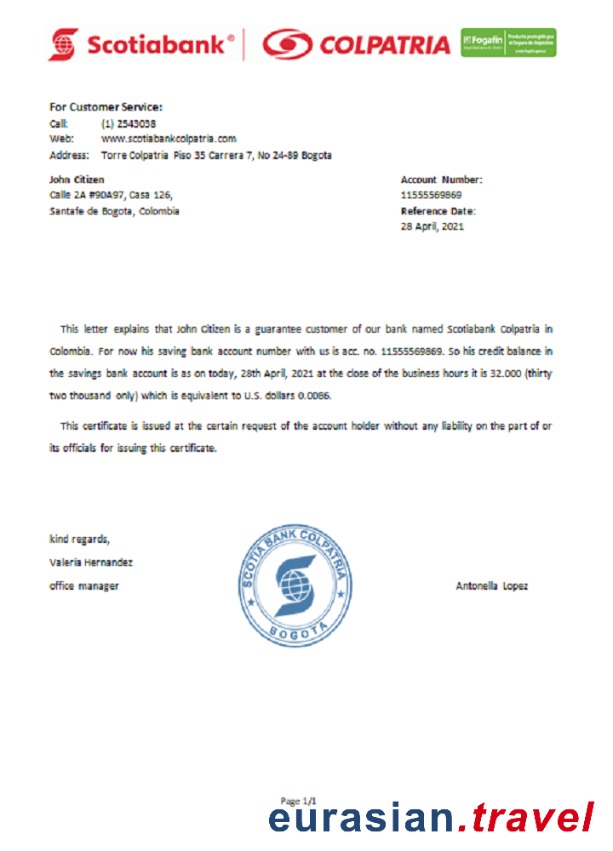 Scotiabank®
COLPATRIA
Fogafín
Producto protegido por
el Seguro de Depósitos
For Customer Service:
Call: (1) 2543038
Web: www.scotiabankcolpatria.com
Address: Torre Colpatria Piso 35 Carrera 7, No 24-89 Bogota
John Citizen
Calle 2A #90A97, Casa 126,
Santafe de Bogota, Colombia
Account Number:
11555569869
Reference Date:
28 April, 2021
This letter explains that John Citizen is a guarantee customer of our bank named Scotiabank Colpatria in
Colombia. For now his saving bank account number with us is acc. no. 11555569869. So his credit balance in
the savings bank account is as on today, 28th April, 2021 at the close of the business hours it is 32.000 (thirty
two thousand only) which is equivalent to U.S. dollars 0.0086.
This certificate is issued at the certain request of the account holder without any liability on the part of or
its officials for issuing this certificate.
kind regards,
Valeria Hernandez
office manager
SCOTIA BANK COLPATRIA
BOGOTA
Antonella Lopez
Page 1/1
eurasian.travel